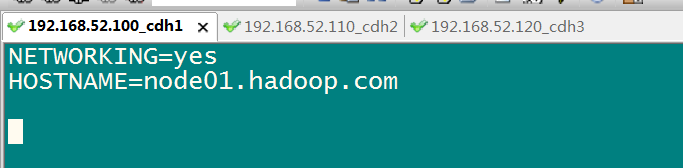 192.168.52.100_cdh1 192.168.52.110_cdh2 192.168.52.120_cdh3
NETWORKING=yes
HOSTNAME=node01.hadoop.com